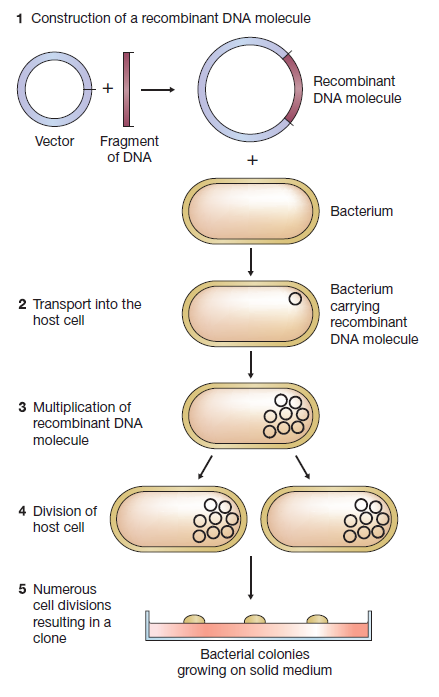 1 Construction of a recombinant DNA molecule
+
Vector
Fragment
of DNA
Recombinant
DNA molecule
+
Bacterium
2 Transport into the
host cell
Bacterium
carrying
recombinant
DNA molecule
3 Multiplication of
recombinant DNA
molecule
4 Division of
host cell
5 Numerous
cell divisions
resulting in a
clone
Bacterial colonies
growing on solid medium